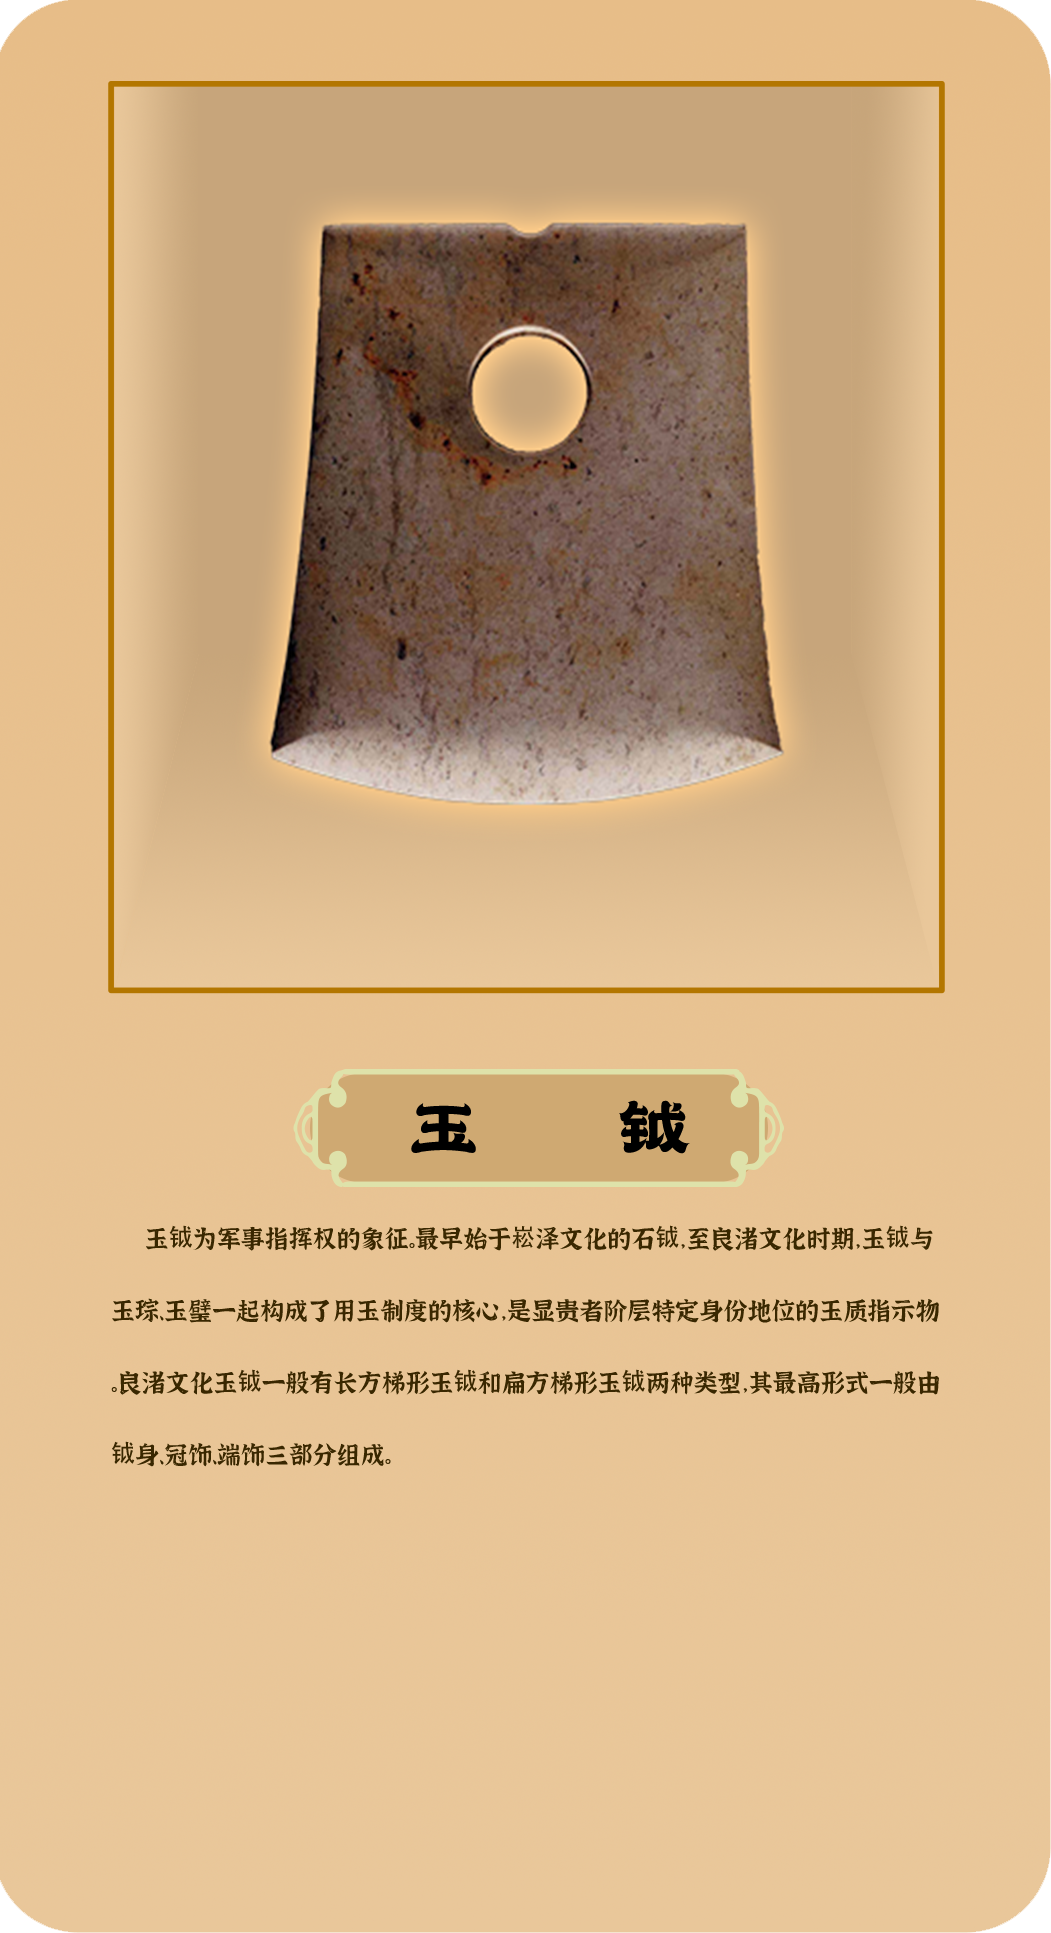 玉 钺
玉钺为军事指挥权的象征。最早始于崧泽文化的石钺,至良渚文化时期,玉钺与
玉琮、玉璧一起构成了用玉制度的核心,是显贵者阶层特定身份地位的玉质指示物
。良渚文化玉钺一般有长方梯形玉钺和扁方梯形玉钺两种类型,其最高形式一般由
钺身、冠饰、端饰三部分组成。